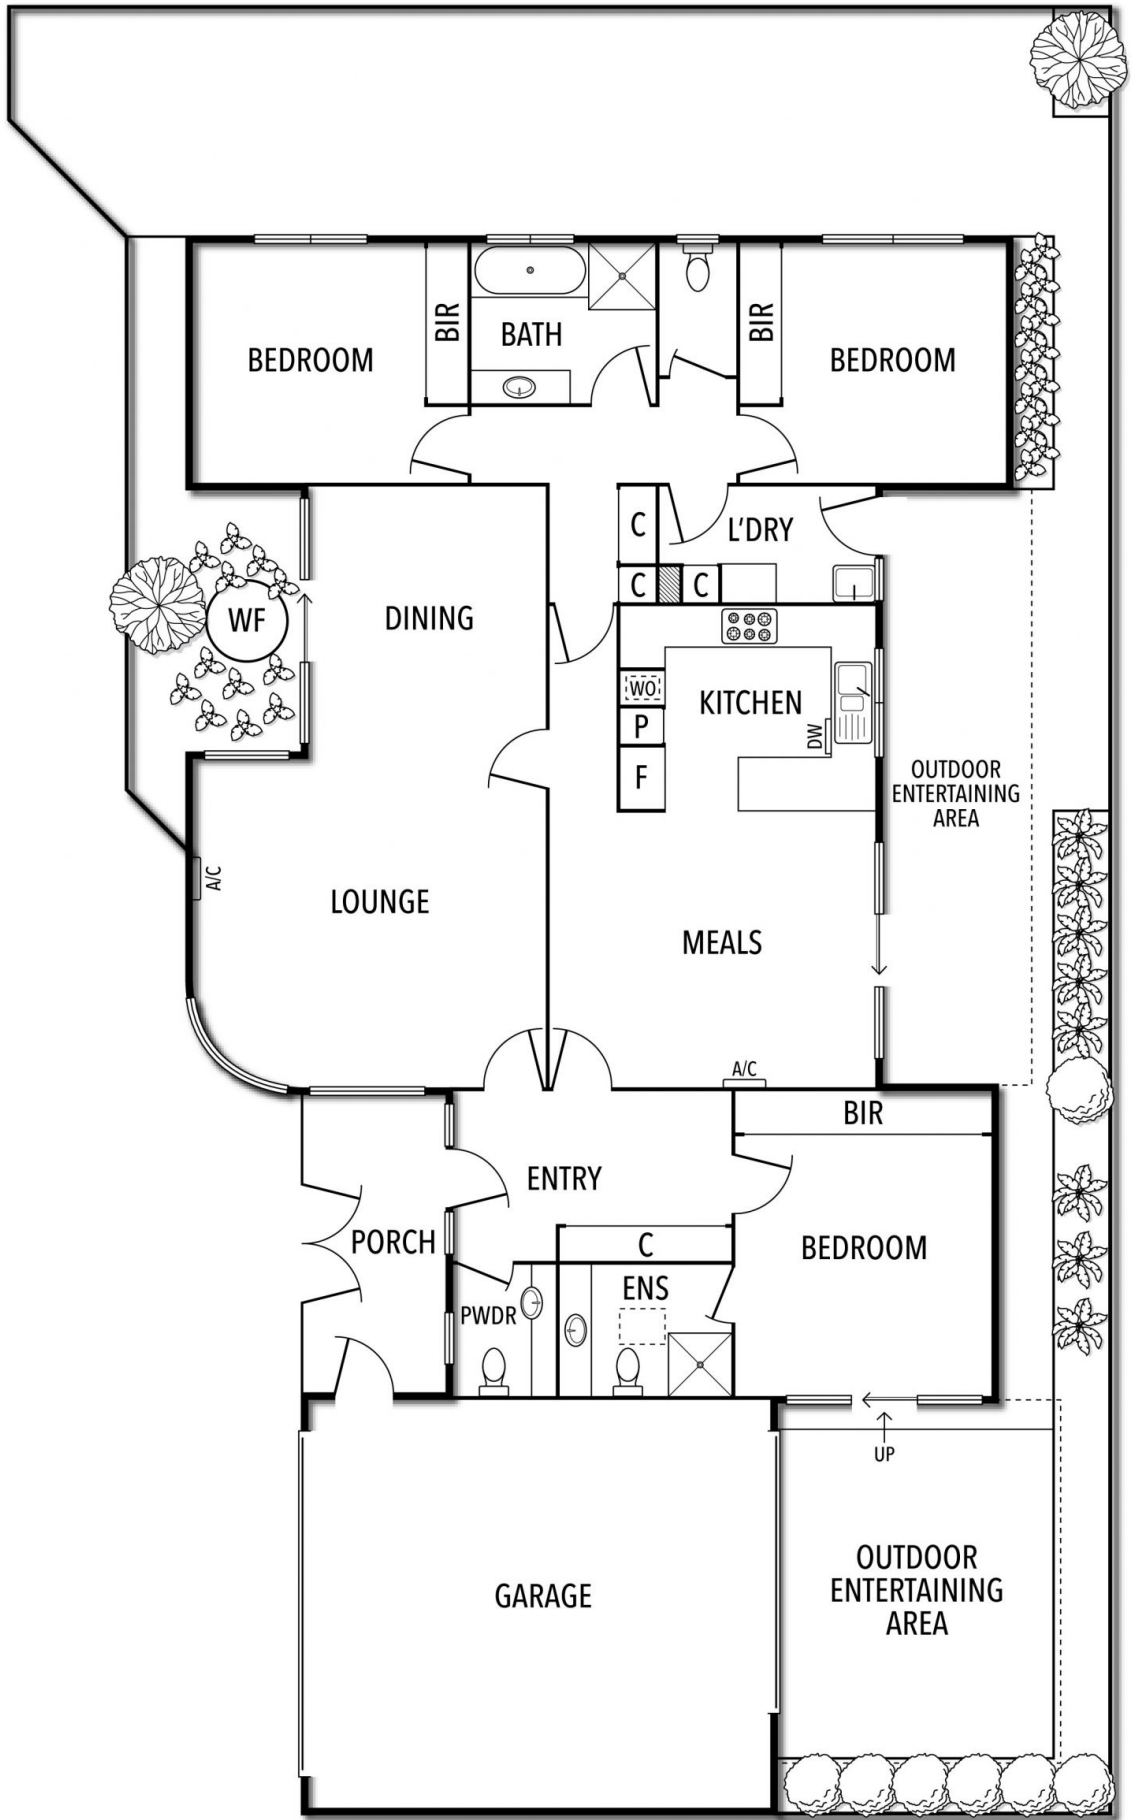 BEDROOM
BIR
BATH
BIR
BEDROOM
C
L'DRY
C
C
WF
DINING
WO
KITCHEN
P
DW
F
OUTDOOR
ENTERTAINING
AREA
A/C
LOUNGE
MEALS
A/C
BIR
ENTRY
PORCH
C
BEDROOM
ENS
PWDR
UP
OUTDOOR
ENTERTAINING
AREA
GARAGE